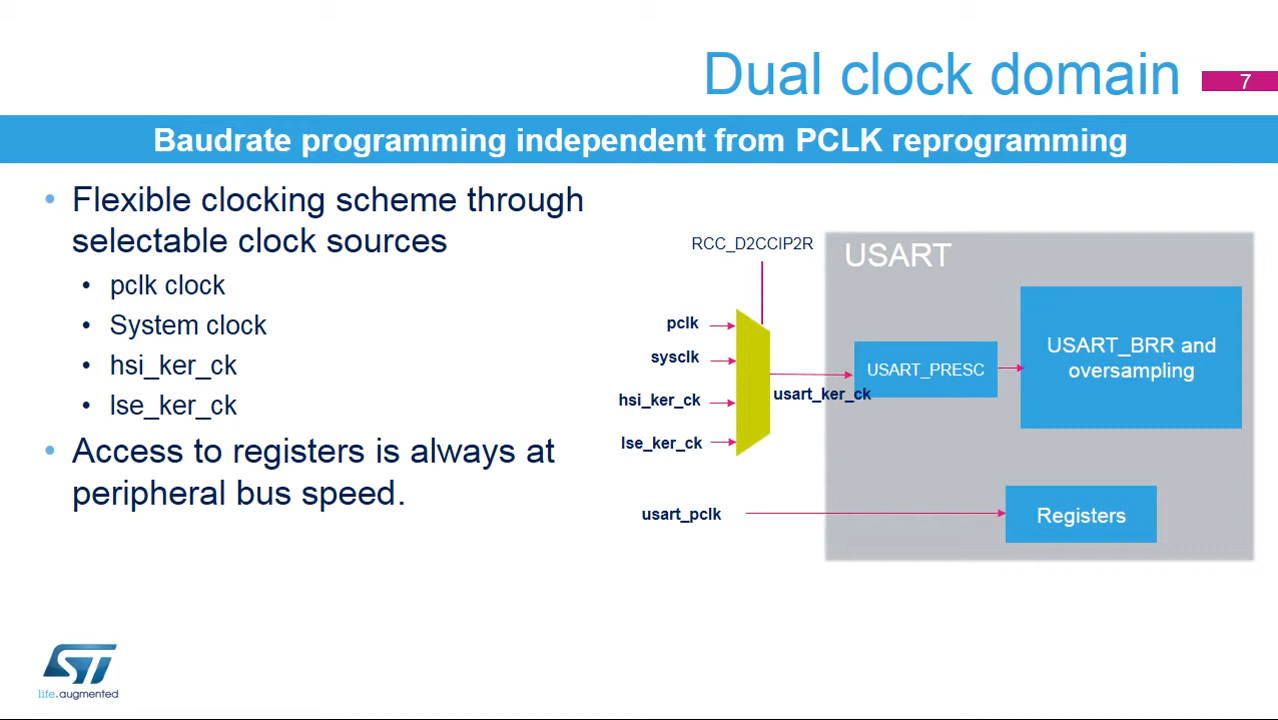 Dual clock domain
7
Baudrate programming independent from PCLK reprogramming
• Flexible clocking scheme through
selectable clock sources
• pclk clock
• System clock
• hsi_ker_ck
• lse_ker_ck
• Access to registers is always at
peripheral bus speed.
RCC_D2CCIP2R
USART
pclk
sysclk
hsi_ker_ck
lse_ker_ck
usart_ker_ck
USART_PRESC
USART_BRR and
oversampling
usart_pclk
Registers
ST
life.augmented